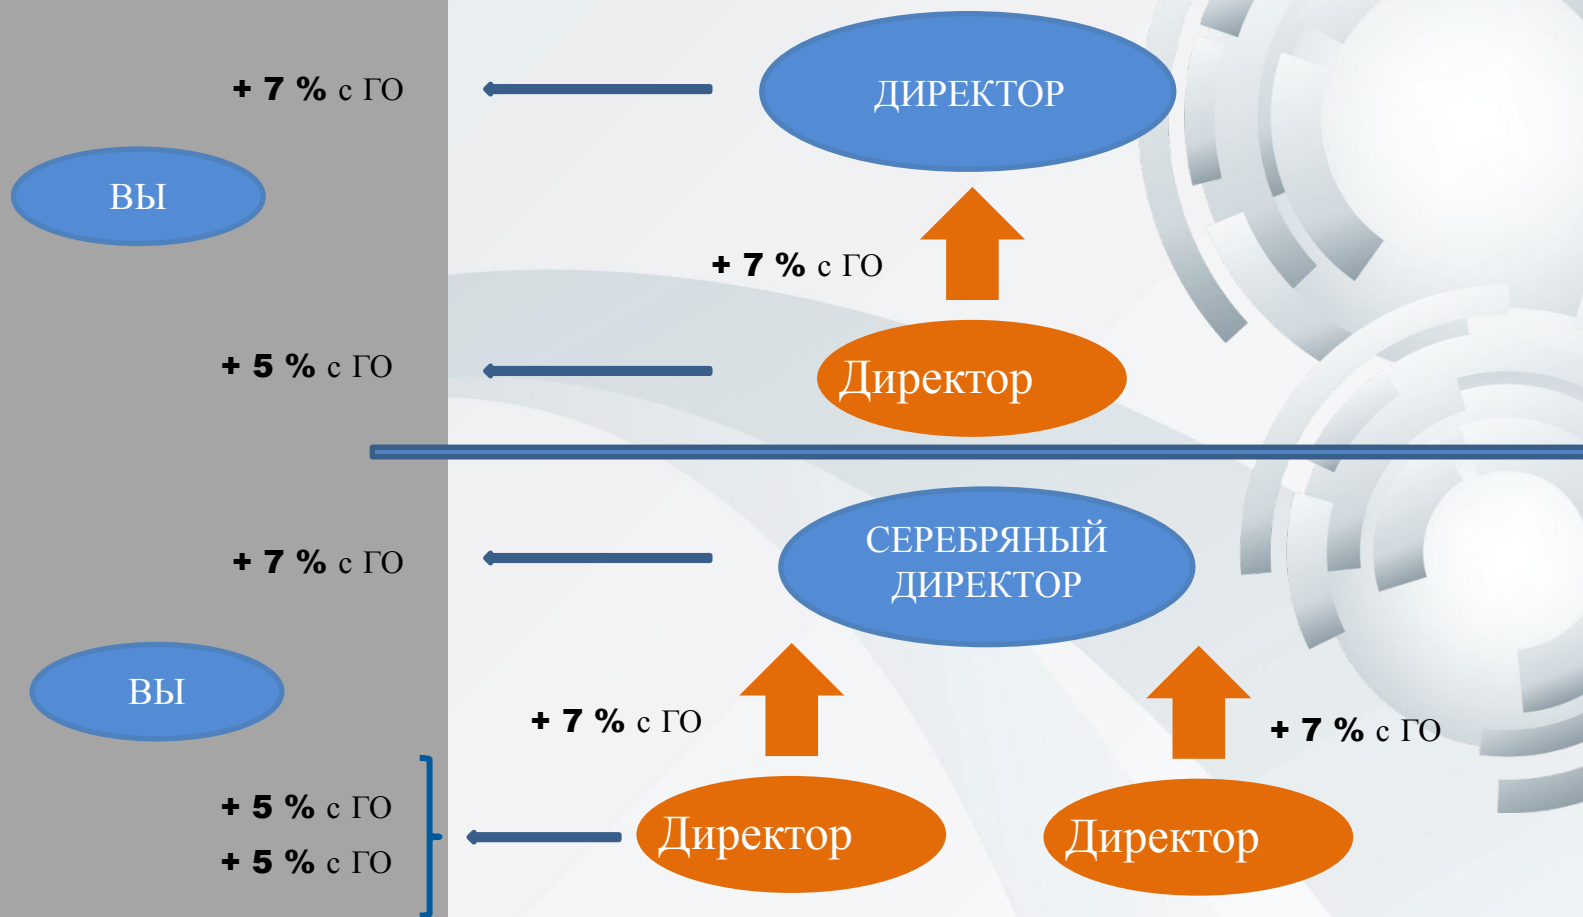 + 7 % с ГО
ДИРЕКТОР
ВЫ
+ 7 % с ГО
+ 5 % с ГО
Директор
+ 7 % с ГО
СЕРЕБРЯНЫЙ
ДИРЕКТОР
ВЫ
+ 7 % с ГО
+ 7 % с ГО
+ 5 % с ГО
+ 5 % с ГО
Директор
Директор